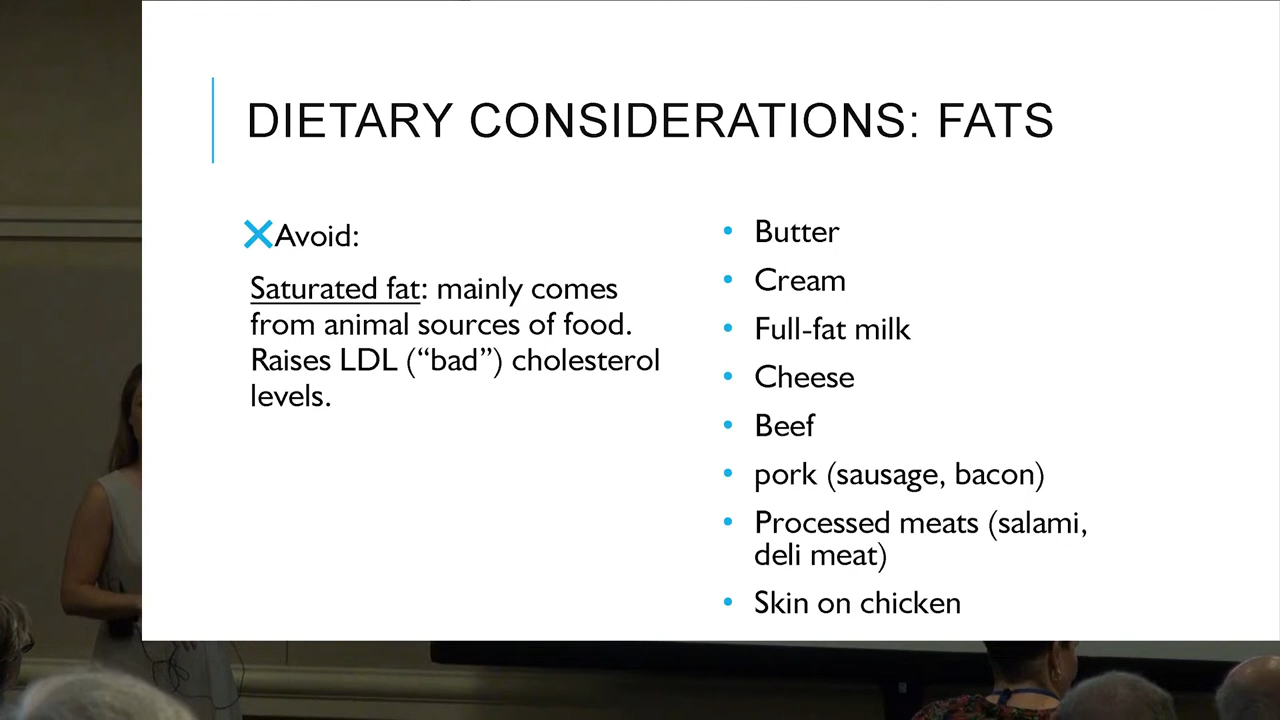 DIETARY CONSIDERATIONS: FATS
Avoid:
Saturated fat: mainly comes
from animal sources of food.
Raises LDL (“bad”) cholesterol
levels.
• Butter
• Cream
• Full-fat milk
• Cheese
• Beef
• pork (sausage, bacon)
• Processed meats (salami,
deli meat)
• Skin on chicken